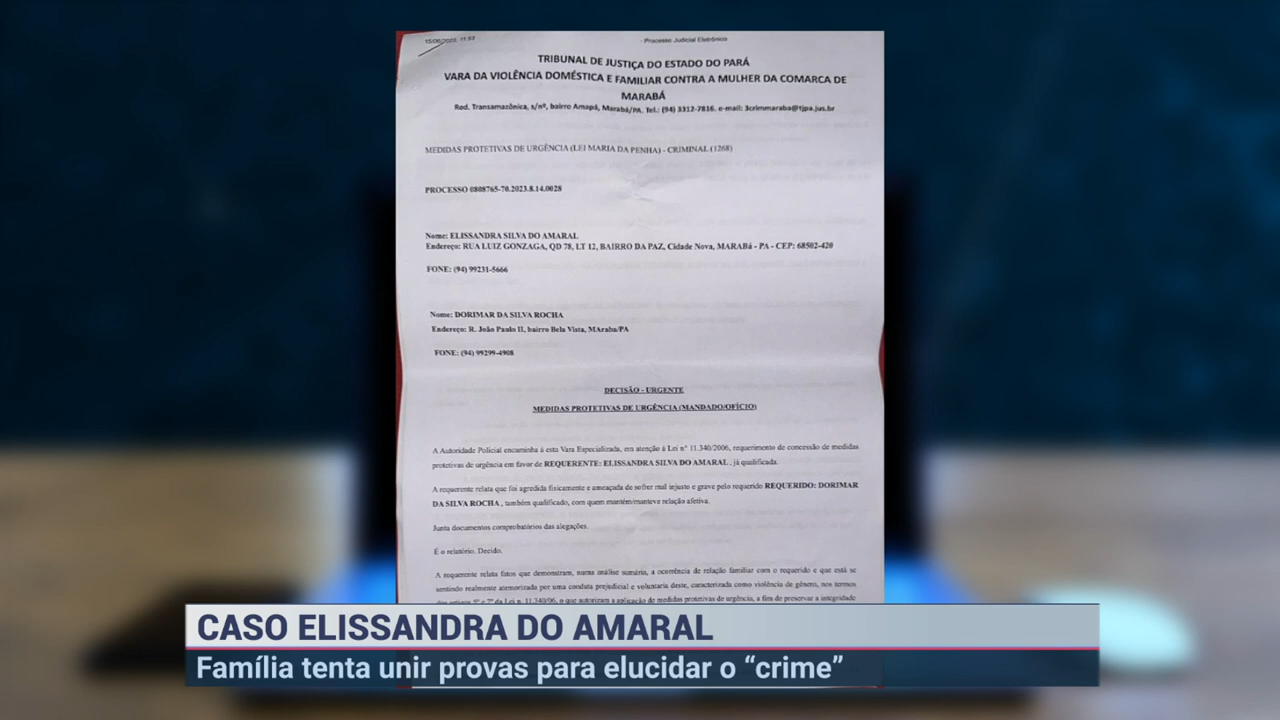 15/06/2023, 11:53
- Processo Judicial Eletrônico
TRIBUNAL DE JUSTIÇA DO ESTADO DO PARÁ
VARA DA VIOLÊNCIA DOMÉSTICA E FAMILIAR CONTRA A MULHER DA COMARCA DE
MARABÁ
Rod. Transamazônica, s/nº, bairro Amapá, Marabá/PA. Tel.: (94) 3312-7816. e-mail: 3crimmaraba@tjpa.jus.br
MEDIDAS PROTETIVAS DE URGÊNCIA (LEI MARIA DA PENHA) - CRIMINAL (1268)
PROCESSO 0808765-70.2023.8.14.0028
Nome: ELISSANDRA SILVA DO AMARAL
Endereço: RUA LUIZ GONZAGA, QD 78, LT 12, BAIRRO DA PAZ, Cidade Nova, MARABá - PA - CEP: 68502-420
FONE: (94) 99231-5666
Nome: DORIMAR DA SILVA ROCHA
Endereço: R. João Paulo II, bairro Bela Vista, MAraba/PA
FONE: (94) 99299-4908
DECISÃO - URGENTE
MEDIDAS PROTETIVAS DE URGÊNCIA (MANDADO/OFÍCIO)
A Autoridade Policial encaminha à esta Vara Especializada, em atenção à Lei nº 11.340/2006, requerimento de concessão de medidas
protetivas de urgência em favor de REQUERENTE: ELISSANDRA SILVA DO AMARAL , já qualificada.
A requerente relata que foi agredida fisicamente e ameaçada de sofrer mal injusto e grave pelo requerido REQUERIDO: DORIMAR
DA SILVA ROCHA , também qualificado, com quem mantém/manteve relação afetiva.
Junta documentos comprobatórios das alegações.
É o relatório. Decido.
A requerente relata fatos que demonstram, numa análise sumária, a ocorrência de relação familiar com o requerido e que está se
sentindo realmente atemorizada por uma conduta prejudicial e voluntaria deste, caracterizada como violência de gênero, nos termos
dos artigos 5º e 7º da Lei n. 11.340/06, o que autorizam a aplicação de medidas protetivas de urgência, a fim de preservar a integridade
CASO ELISSANDRA DO AMARAL
Família tenta unir provas para elucidar o “crime”